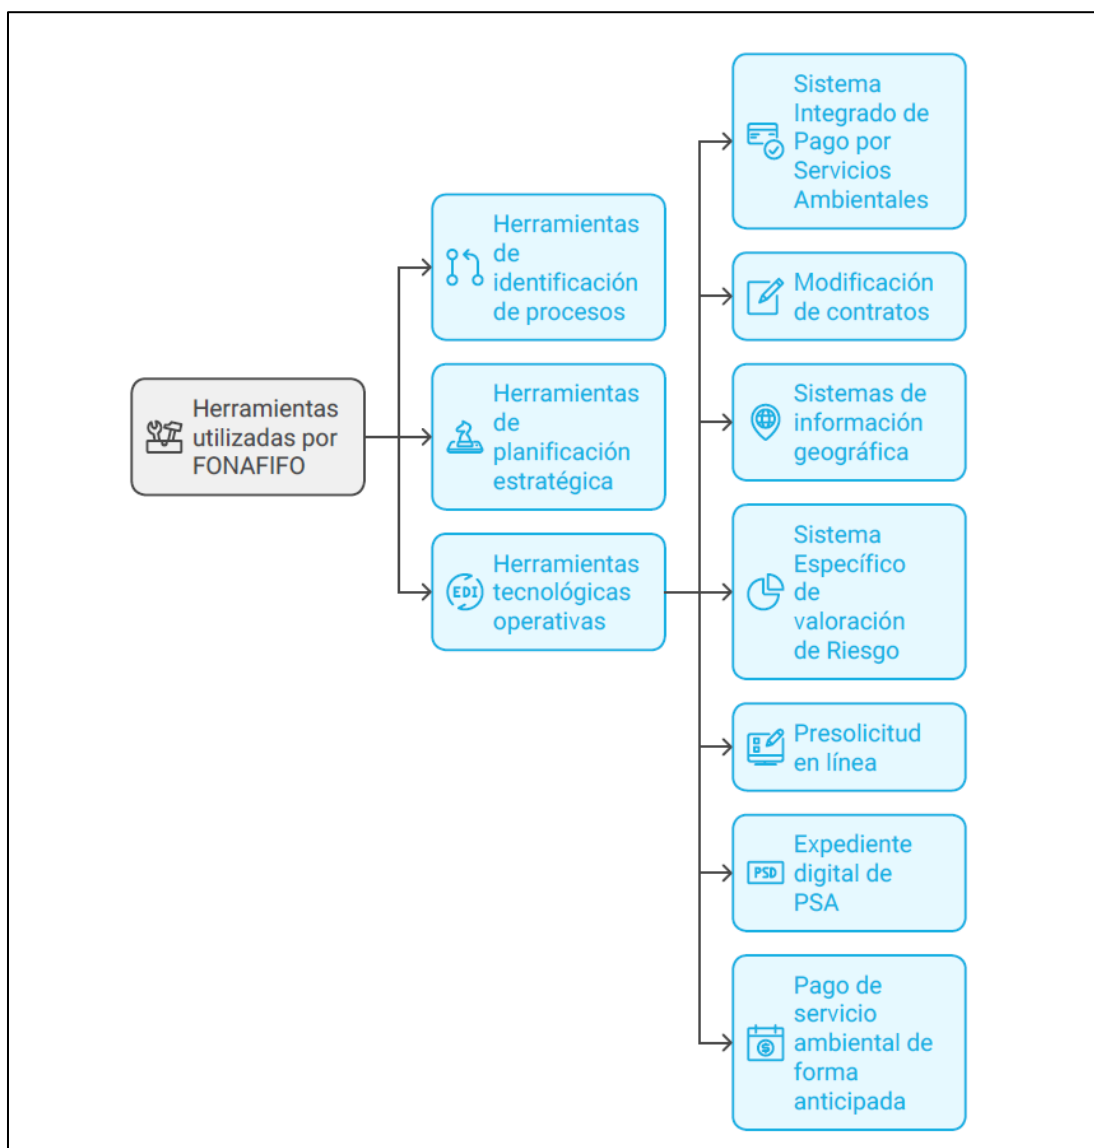 Herramientas
utilizadas por
FONAFIFO
Herramientas
de
identificación
de procesos
Herramientas
de
planificación
estratégica
EDI
Herramientas
tecnológicas
operativas
Sistema
Integrado de
Pago por
Servicios
Ambientales
Modificación
de contratos
Sistemas de
información
geográfica
Sistema
Específico
de
valoración
de Riesgo
Presolicitud
en línea
PSD
Expediente
digital de
PSA
$
Pago de
servicio
ambiental de
forma
anticipada